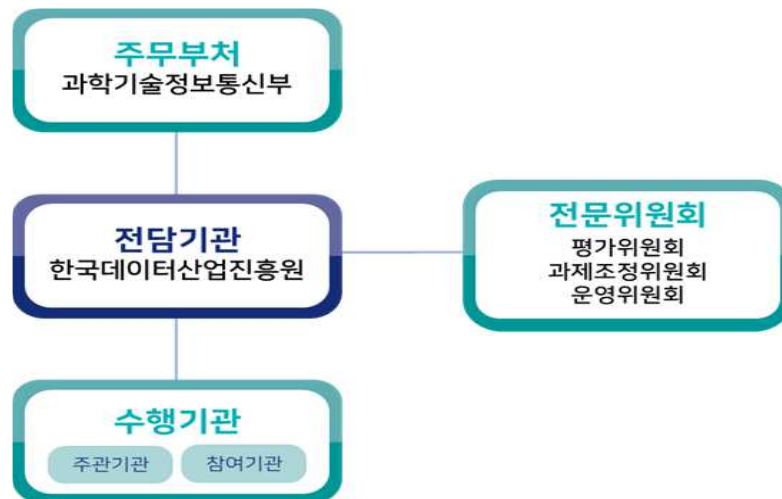 주무부처
과학기술정보통신부
전담기관
한국데이터산업진흥원
전문위원회
평가위원회
과제조정위원회
운영위원회
수행기관
주관기관 참여기관